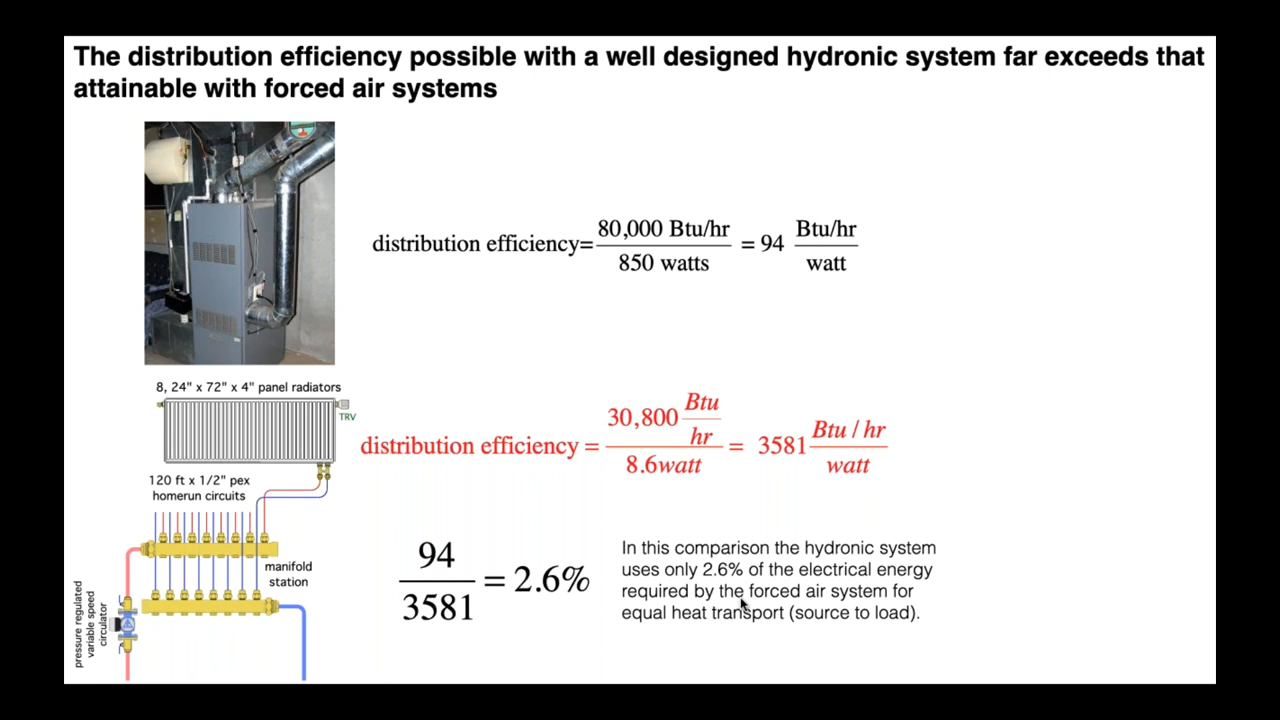 The distribution efficiency possible with a well designed hydronic system far exceeds that
attainable with forced air systems
distribution efficiency= 80,000 Btu/hr / 850 watts = 94 Btu/hr / watt
8, 24" x 72" x 4" panel radiators
TRV
120 ft x 1/2" pex
homerun circuits
distribution efficiency = 30,800 Btu/hr / 8.6watt = 3581 Btu / hr / watt
manifold
station
pressure regulated
variable speed
circulator
94 / 3581 = 2.6%
In this comparison the hydronic system
uses only 2.6% of the electrical energy
required by the forced air system for
equal heat transport (source to load).